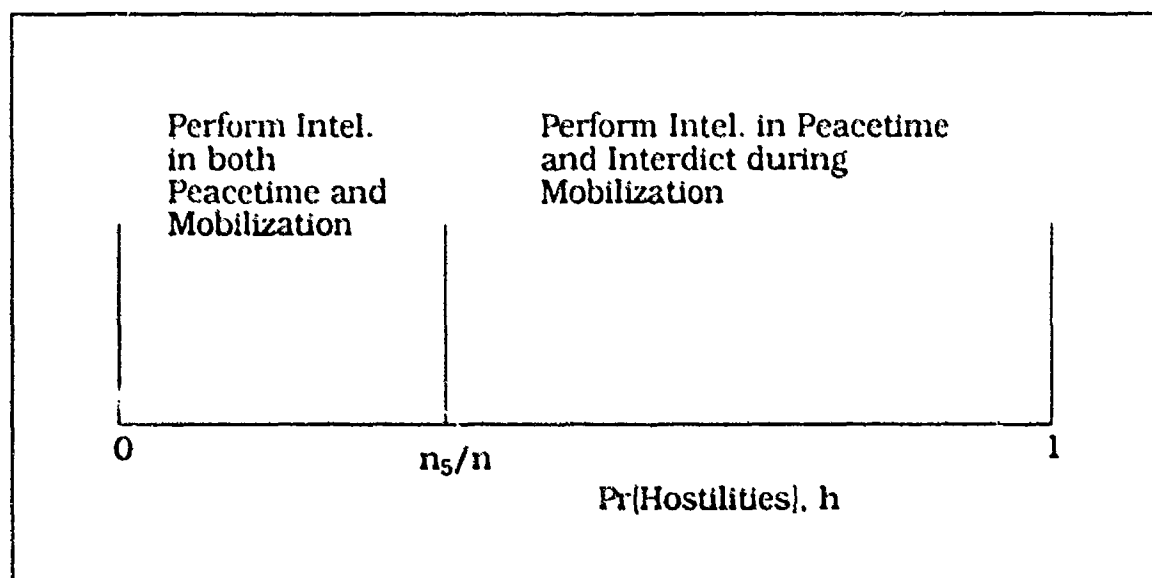 Perform Intel.
in both
Peacetime and
Mobilization
Perform Intel. in Peacetime
and Interdict during
Mobilization
0
n₅/n
1
Pr(Hostilities), h